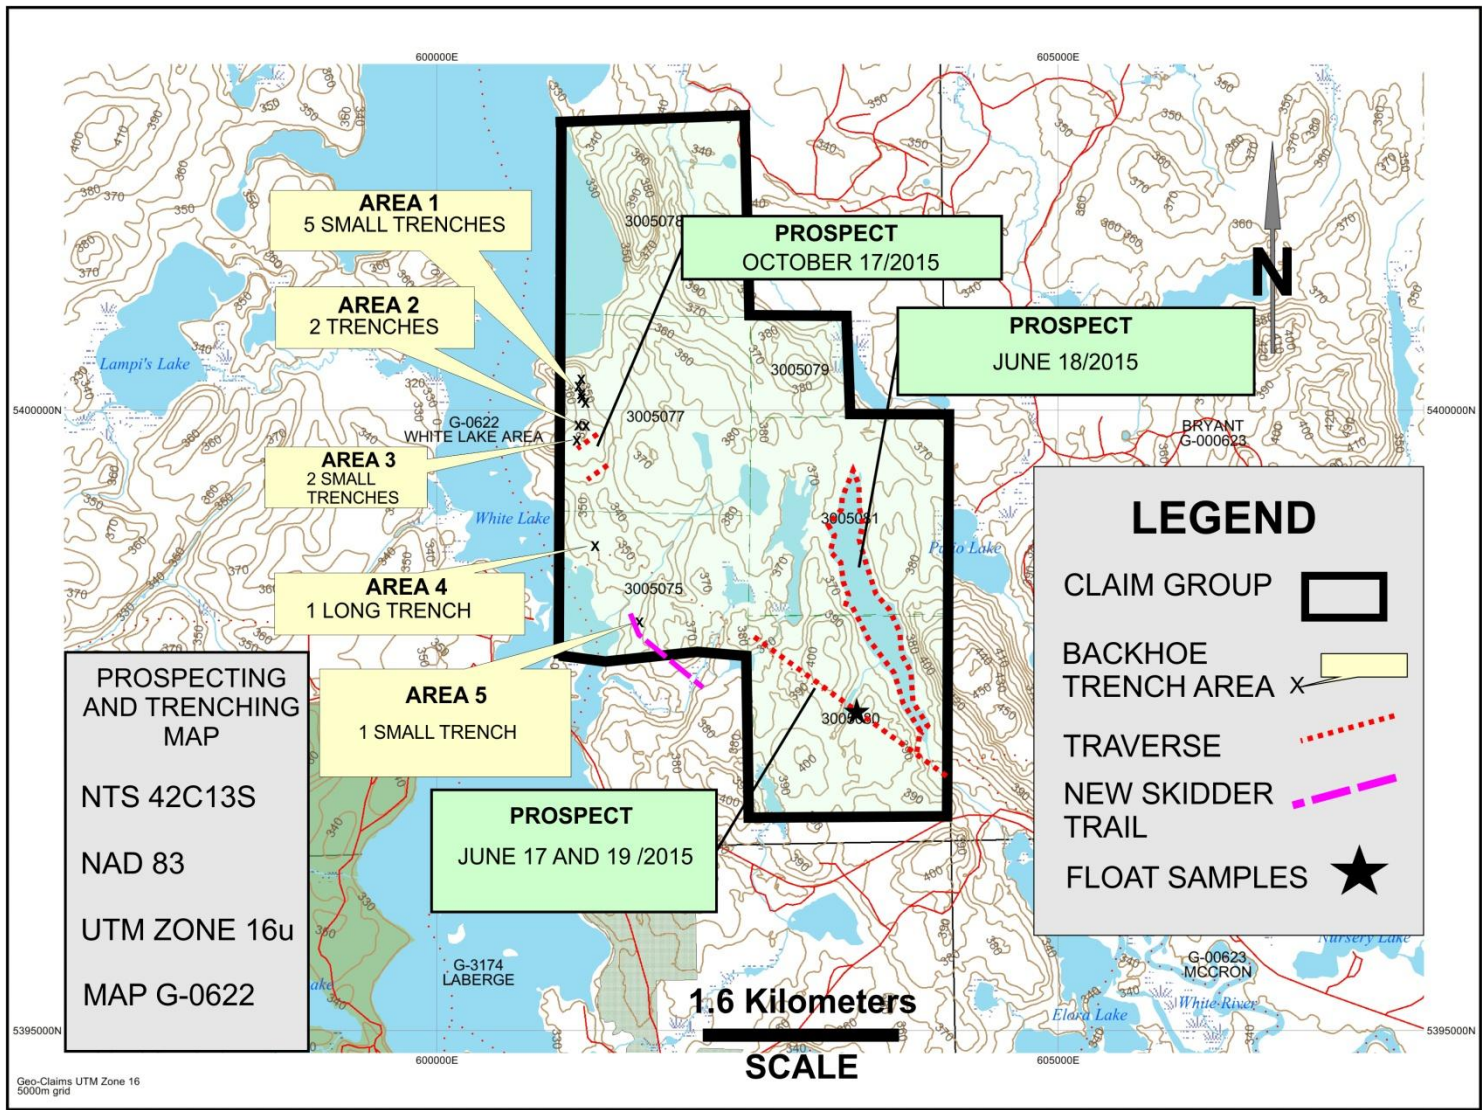 600000E
605000E
AREA 1
5 SMALL TRENCHES
AREA 2
2 TRENCHES
PROSPECT
OCTOBER 17/2015
PROSPECT
JUNE 18/2015
N
3005078
3005079
3005077
Lampi's Lake
5400000N
5400000N
G-0622
WHITE LAKE AREA
BRYANT
G-000623
AREA 3
2 SMALL
TRENCHES
White Lake
3005081
AREA 4
1 LONG TRENCH
3005075
AREA 5
1 SMALL TRENCH
3005080
PROSPECT
JUNE 17 AND 19 /2015
PROSPECTING
AND TRENCHING
MAP
NTS 42C13S
NAD 83
UTM ZONE 16u
MAP G-0622
LEGEND
CLAIM GROUP
BACKHOE
TRENCH AREA
X
TRAVERSE
NEW SKIDDER
TRAIL
FLOAT SAMPLES
G-3174
LABERGE
Nursery Lake
G-00623
MCCRON
White River
Elora Lake
1.6 Kilometers
SCALE
5395000N
5395000N
600000E
605000E
Geo-Claims UTM Zone 16
5000m grid